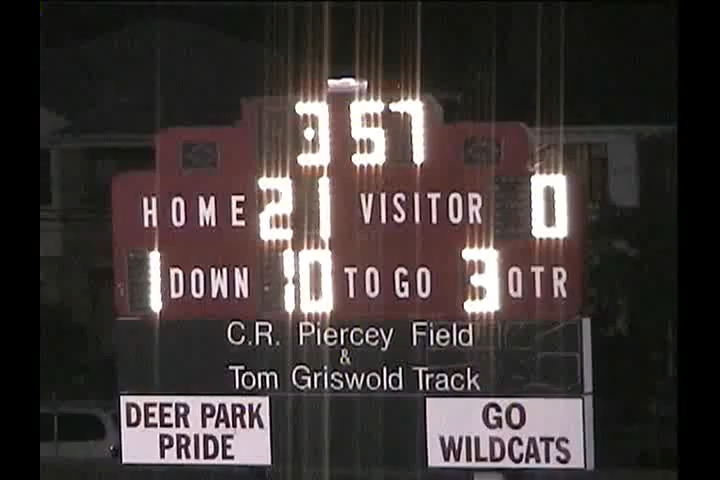 3 57
HOME 21 VISITOR 0
1 DOWN 10 TO GO 3 QTR
C.R. Piercey Field
&
Tom Griswold Track
DEER PARK
PRIDE
GO
WILDCATS